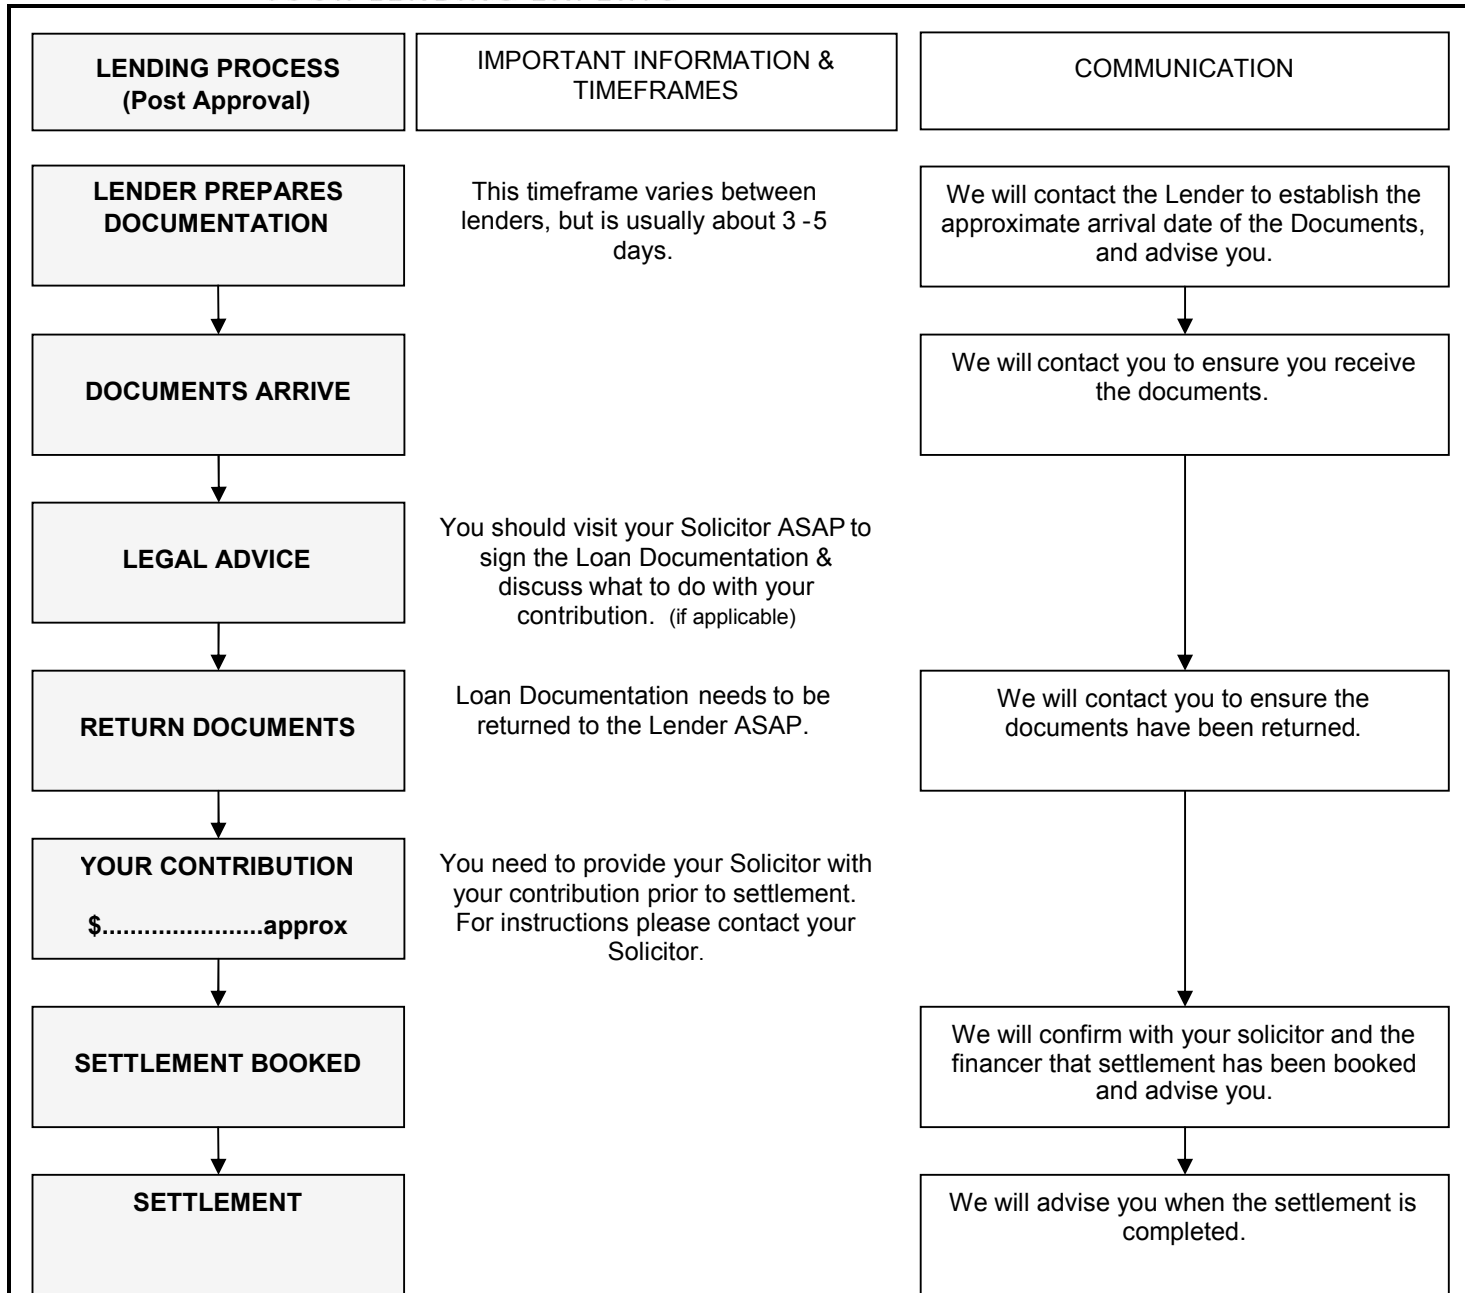 LENDING PROCESS
(Post Approval)
IMPORTANT INFORMATION &
TIMEFRAMES
COMMUNICATION
LENDER PREPARES
DOCUMENTATION
This timeframe varies between
lenders, but is usually about 3 -5
days.
We will contact the Lender to establish the
approximate arrival date of the Documents,
and advise you.
DOCUMENTS ARRIVE
We will contact you to ensure you receive
the documents.
LEGAL ADVICE
You should visit your Solicitor ASAP to
sign the Loan Documentation &
discuss what to do with your
contribution. (if applicable)
RETURN DOCUMENTS
Loan Documentation needs to be
returned to the Lender ASAP.
We will contact you to ensure the
documents have been returned.
YOUR CONTRIBUTION
$.......................approx
You need to provide your Solicitor with
your contribution prior to settlement.
For instructions please contact your
Solicitor.
SETTLEMENT BOOKED
We will confirm with your solicitor and the
financer that settlement has been booked
and advise you.
SETTLEMENT
We will advise you when the settlement is
completed.